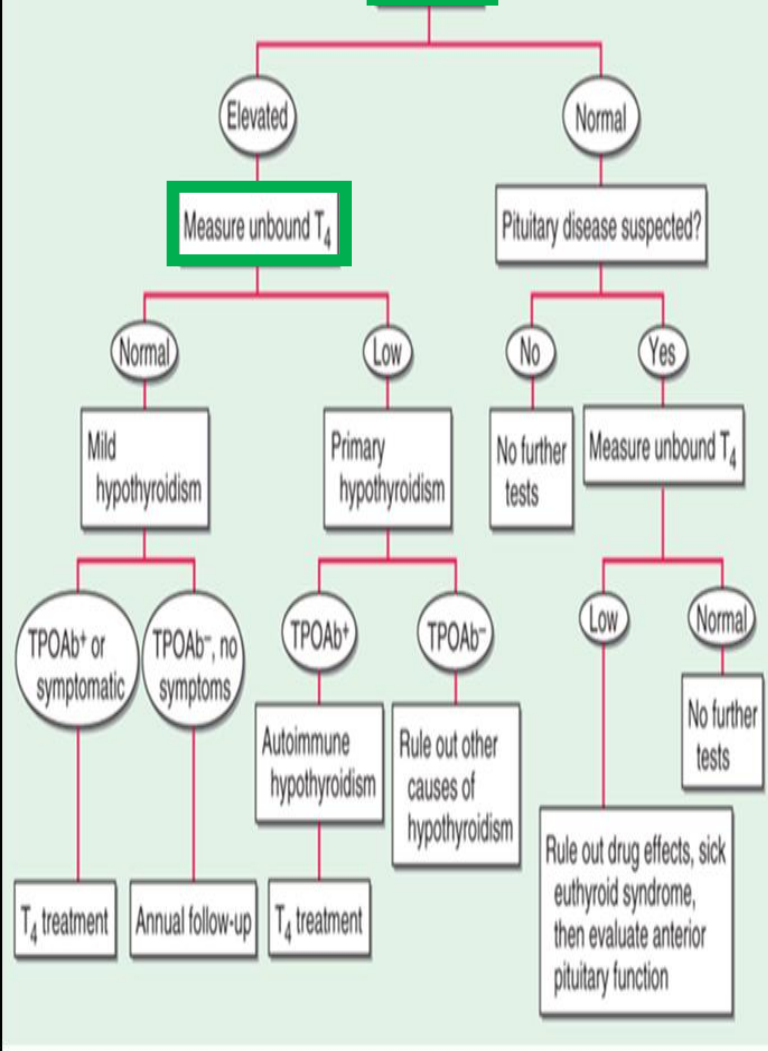 Elevated
Normal
Measure unbound T₄
Pituitary disease suspected?
Normal
Low
No
Yes
Mild
hypothyroidism
Primary
hypothyroidism
No further
tests
Measure unbound T₄
TPOAb⁺ or
symptomatic
TPOAb⁻, no
symptoms
TPOAb⁺
TPOAb⁻
Low
Normal
Autoimmune
hypothyroidism
Rule out other
causes of
hypothyroidism
No further
tests
Rule out drug effects, sick
euthyroid syndrome,
then evaluate anterior
pituitary function
T₄ treatment
Annual follow-up
T₄ treatment